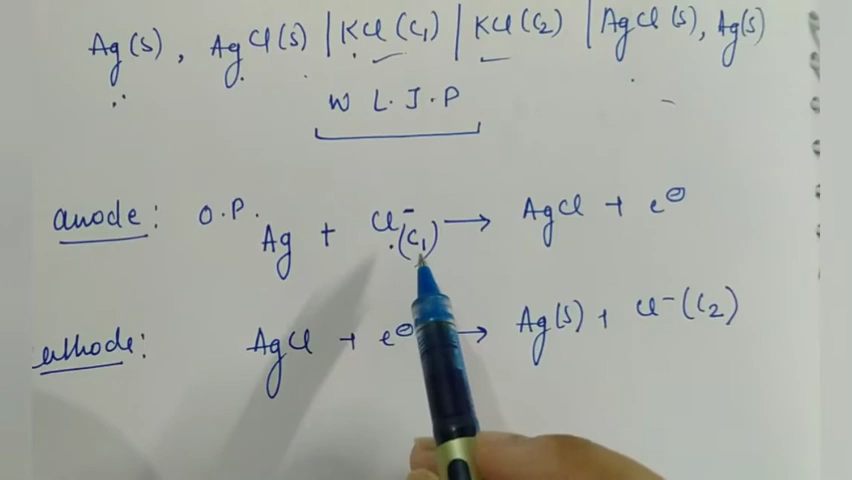 Ag(s), AgCl(s) | KCl(C₁) | KCl(C₂) | AgCl(s), Ag(s)
W L.J.P
anode: O.P. Ag + Cl⁻(C₁) ⟶ AgCl + e⊖
cathode: AgCl + e⊖ ⟶ Ag(s) + Cl⁻(C₂)